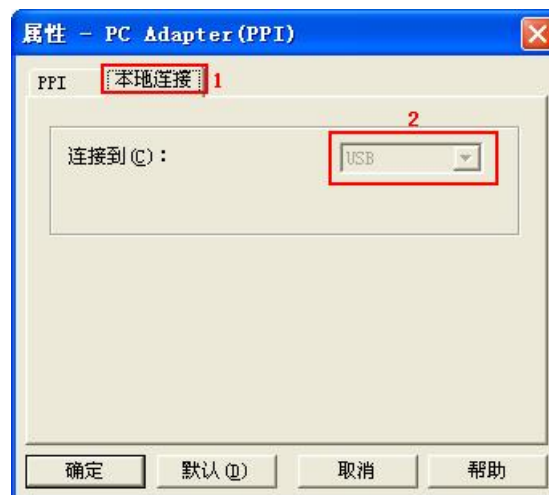 属性 - PC Adapter(PPI)
PPI 本地连接 1
2
连接到(C)： USB
确定 默认(D) 取消 帮助